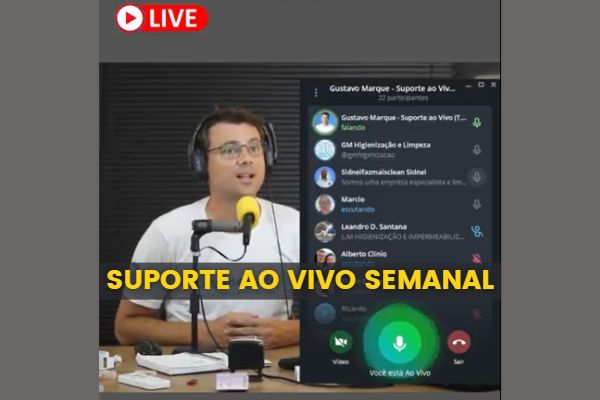 LIVE
Gustavo Marque - Suporte ao Viv...
22 participantes
Gustavo Marque - Suporte ao Vivo (T...
falando
GM Higienização e Limpeza
@gmhigienizacao
Sidneifazmaisclean Sidnei
Somos uma empresa especialista e lim...
Marcio
escutando
Leandro D. Santana
L.M HIGIENIZAÇÃO E IMPERMEABILIZ...
Alberto Clínio
SUPORTE AO VIVO SEMANAL
Ricardo
escutando
Vídeo
Sair
Você está Ao Vivo